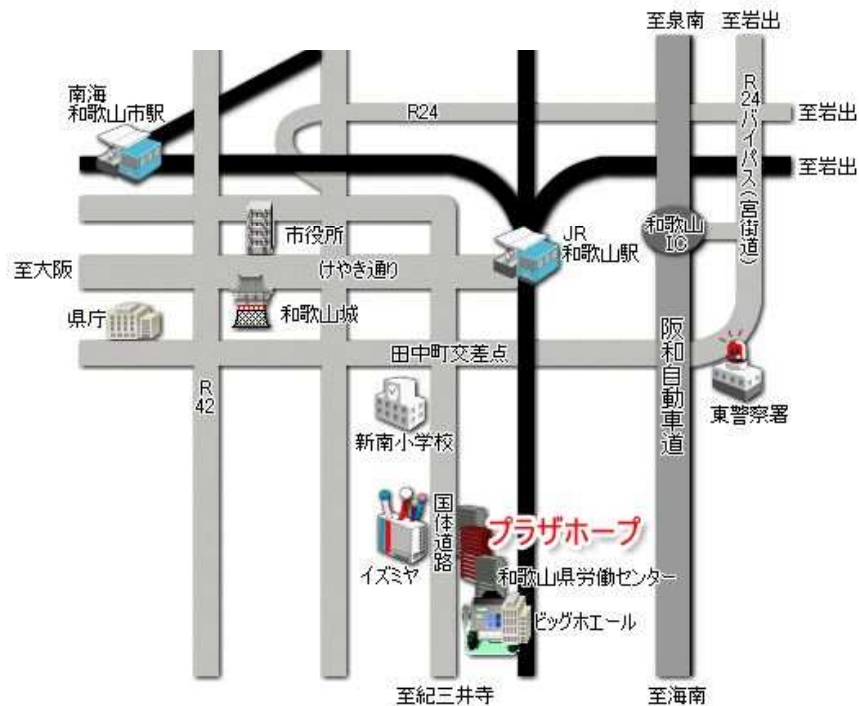 至泉南
至岩出
南海
和歌山市駅
R24
至岩出
R24バイパス(宮街道)
至岩出
市役所
JR
和歌山駅
和歌山
IC
至大阪
けやき通り
県庁
和歌山城
田中町交差点
阪和自動車道
R
42
東警察署
新南小学校
国体道路
プラザホープ
イズミヤ
和歌山県労働センター
ビッグホエール
至紀三井寺
至海南